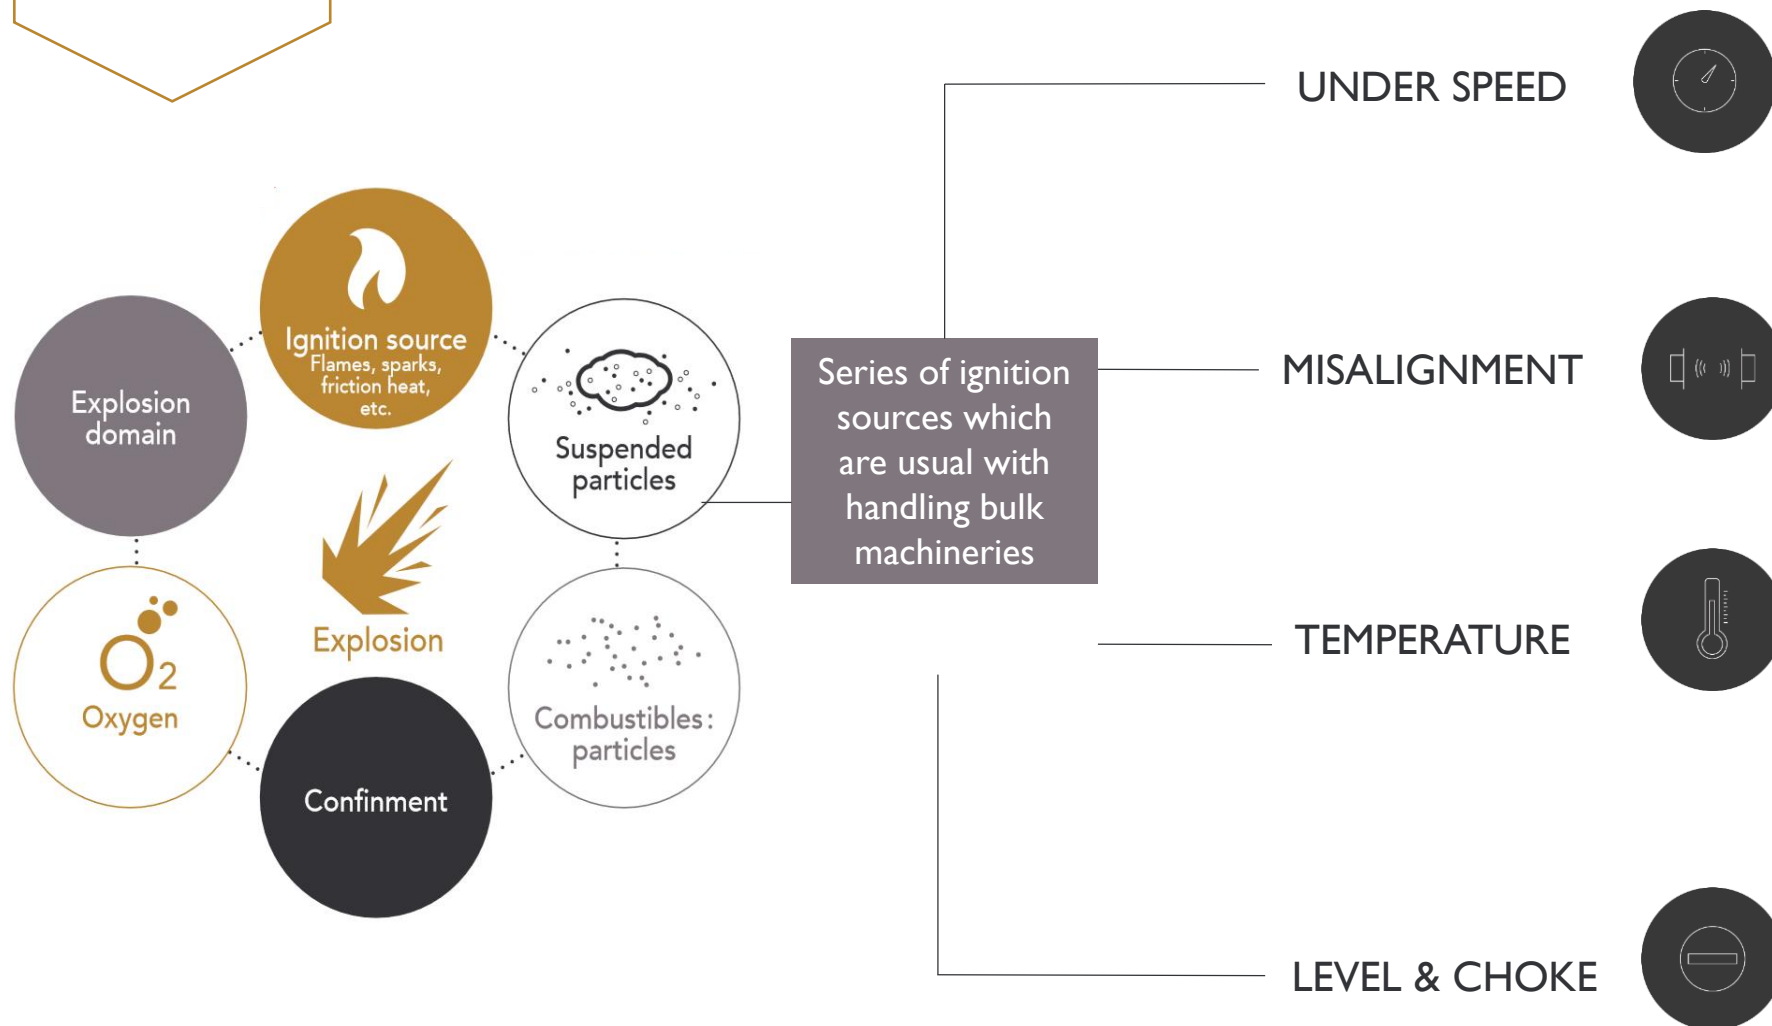 Ignition source
Flames, sparks,
friction heat,
etc.
Explosion
domain
Suspended
particles
Explosion
O2
Oxygen
Combustibles:
particles
Confinment
Series of ignition
sources which
are usual with
handling bulk
machineries
UNDER SPEED
MISALIGNMENT
TEMPERATURE
LEVEL & CHOKE